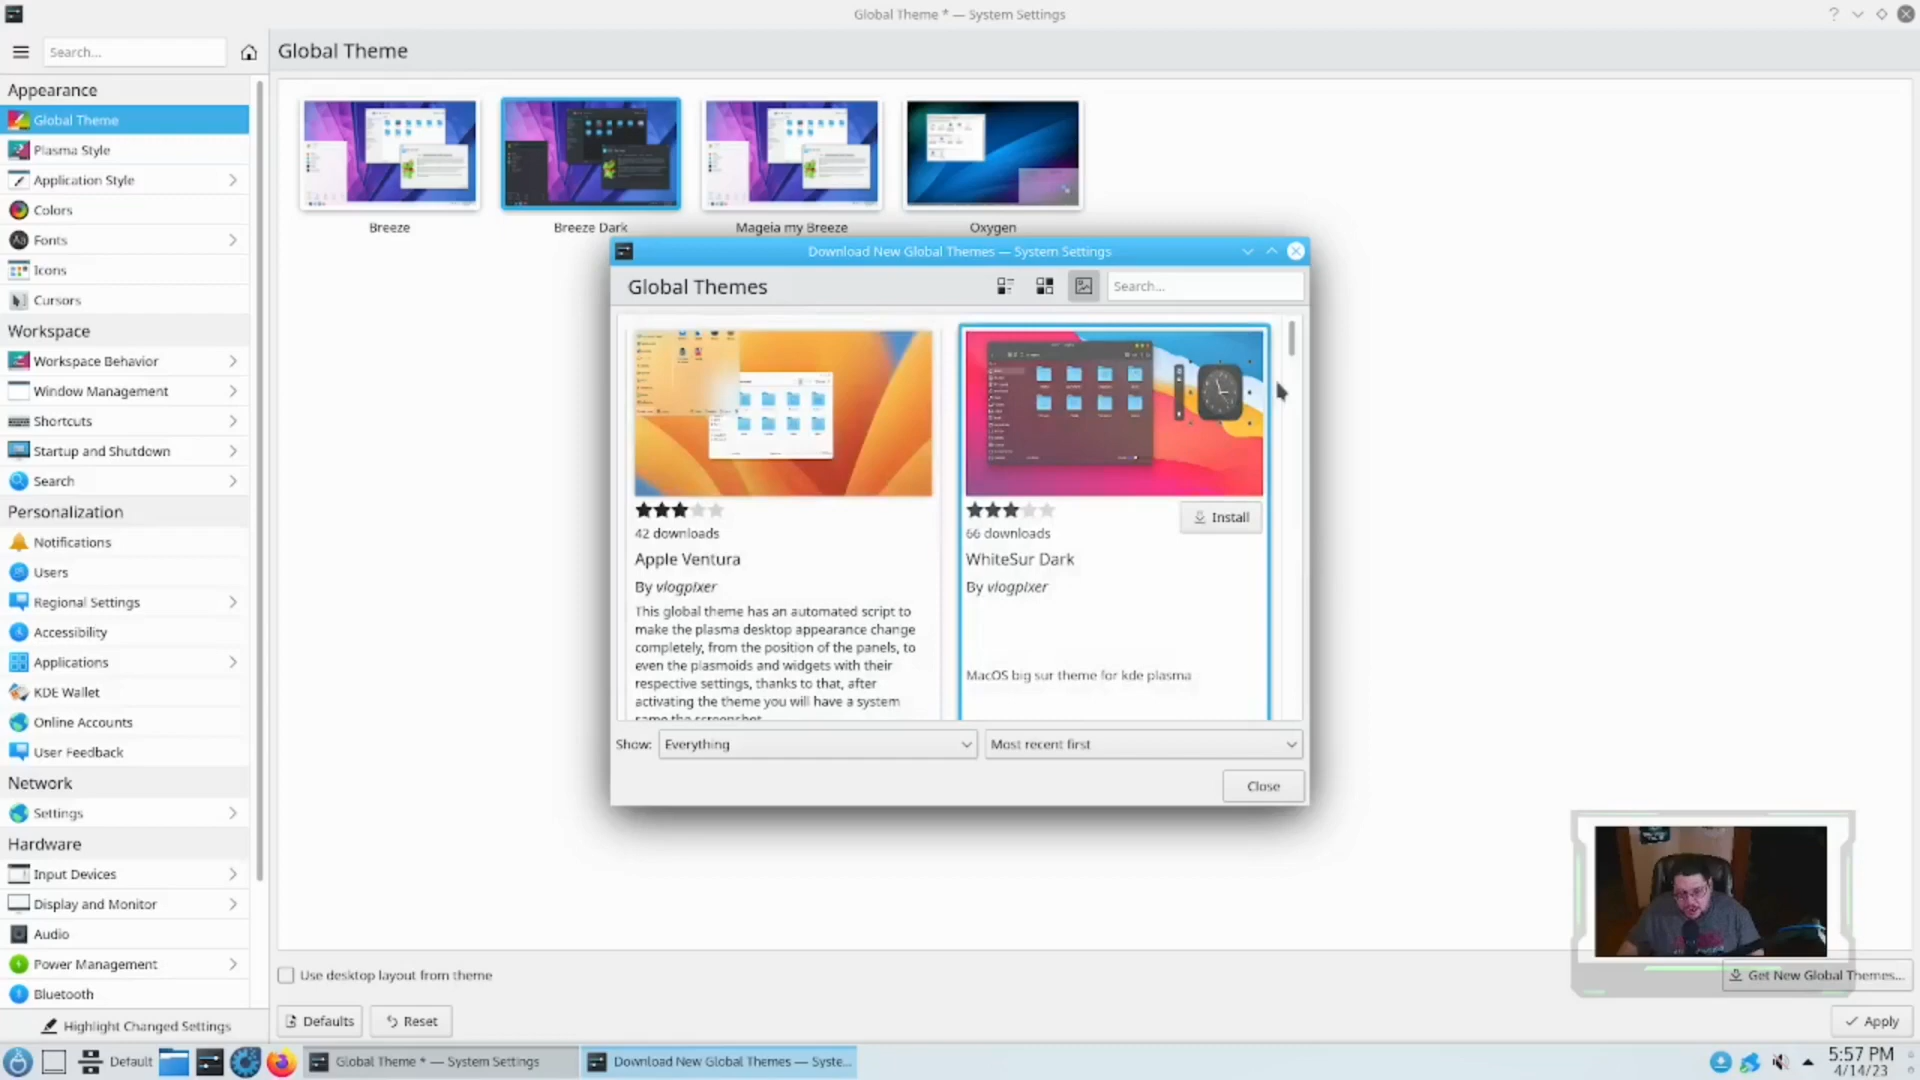 Global Theme * — System Settings
Search...
Global Theme
Appearance
Global Theme
Plasma Style
Application Style
Colors
Fonts
Icons
Cursors
Workspace
Workspace Behavior
Window Management
Shortcuts
Startup and Shutdown
Search
Personalization
Notifications
Users
Regional Settings
Accessibility
Applications
KDE Wallet
Online Accounts
User Feedback
Network
Settings
Hardware
Input Devices
Display and Monitor
Audio
Power Management
Bluetooth
Highlight Changed Settings
Breeze
Breeze Dark
Mageia my Breeze
Oxygen
Download New Global Themes — System Settings
Global Themes
Search...
42 downloads
Apple Ventura
By vlogpixer
This global theme has an automated script to
make the plasma desktop appearance change
completely, from the position of the panels, to
even the plasmoids and widgets with their
respective settings, thanks to that, after
activating the theme you will have a system
same the screenshot
Install
66 downloads
WhiteSur Dark
By vlogpixer
MacOS big sur theme for kde plasma
Show:
Everything
Most recent first
Close
Use desktop layout from theme
Get New Global Themes...
Defaults
Reset
Apply
Default
Global Theme * — System Settings
Download New Global Themes — Syste...
5:57 PM
4/14/23